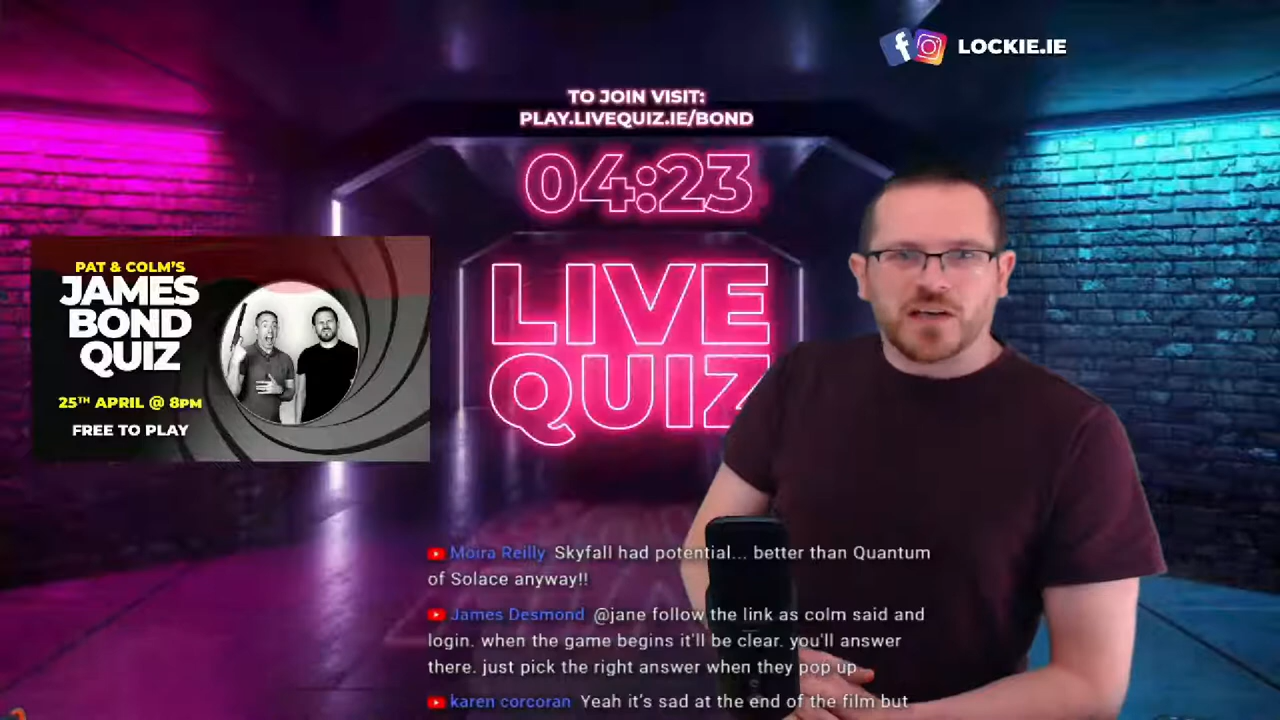 LOCKIE.IE
TO JOIN VISIT:
PLAY.LIVEQUIZ.IE/BOND
04:23
LIVE
QUIZ
PAT & COLM'S
JAMES
BOND
QUIZ
25TH APRIL @ 8PM
FREE TO PLAY
Moira Reilly Skyfall had potential... better than Quantum
of Solace anyway!!
James Desmond @jane follow the link as colm said and
login. when the game begins it'll be clear. you'll answer
there. just pick the right answer when they pop up
karen corcoran Yeah it's sad at the end of the film but